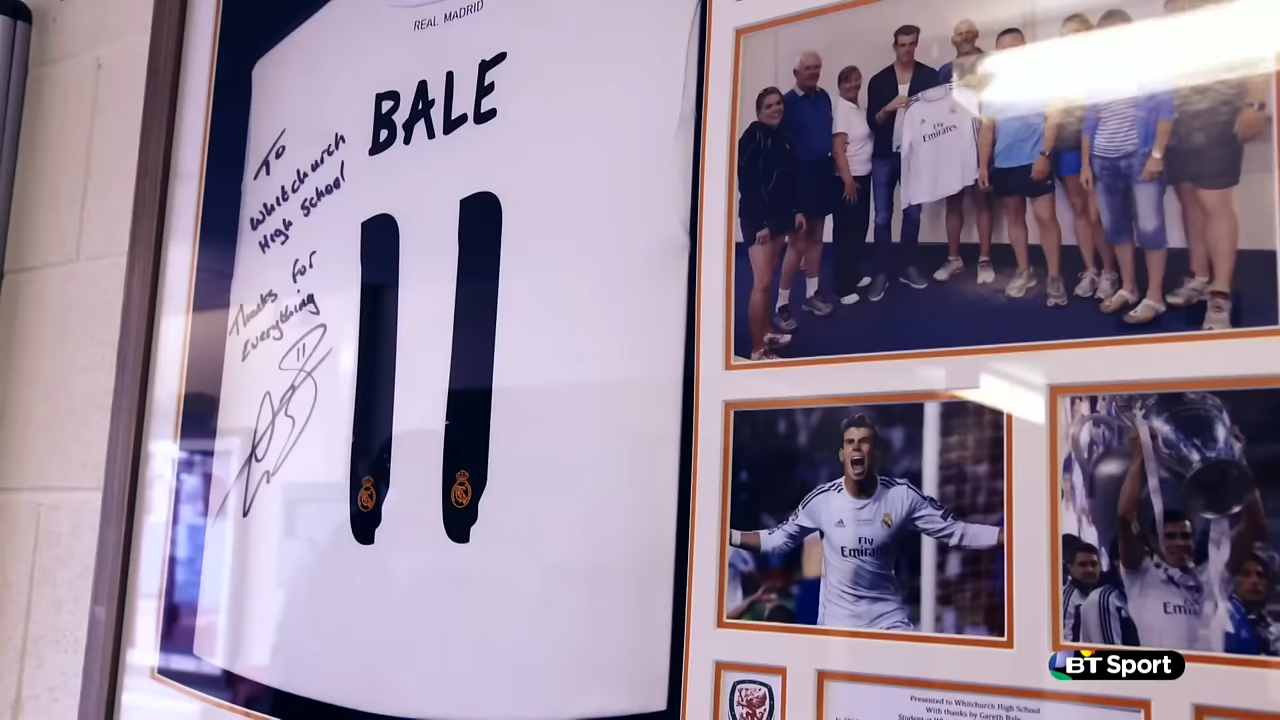 REAL MADRID
BALE
11
To
Whitchurch
High School
Thanks for
Everything
11
Fly
Emirates
Fly
Emirates
Presented to Whitchurch High School
With thanks by Gareth Bale
BT Sport